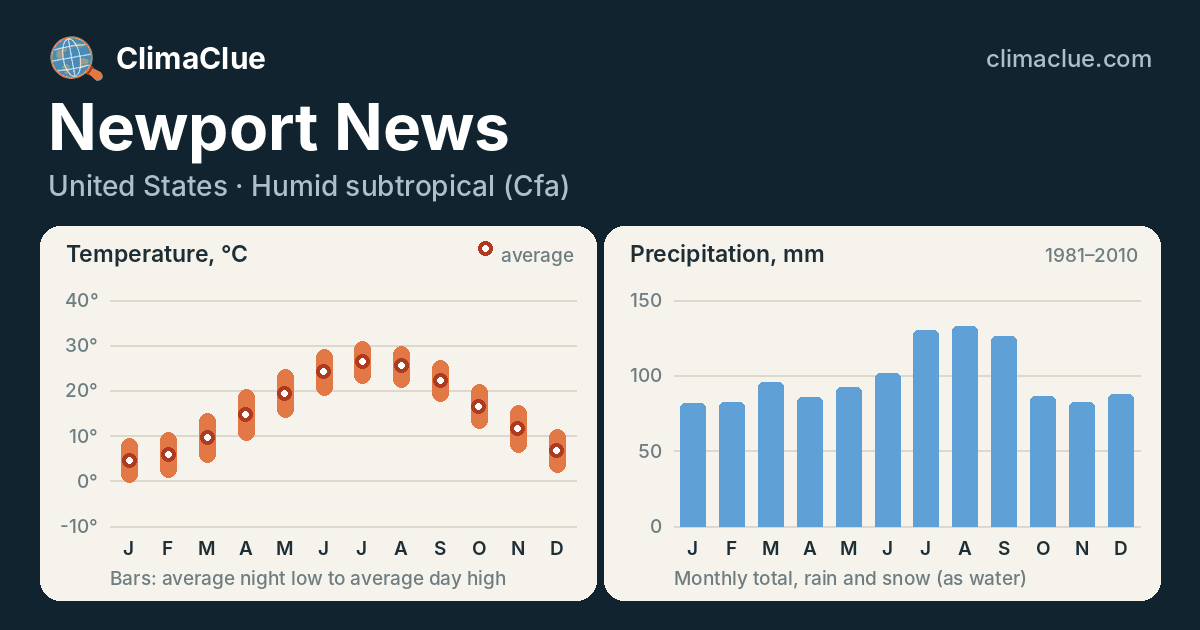 ClimaClue
climaclue.com
Newport News
United States · Humid subtropical (Cfa)
Temperature, °C
average
40°
30°
20°
10°
0°
-10°
J F M A M J J A S O N D
Bars: average night low to average day high
Precipitation, mm
1981–2010
150
100
50
0
J F M A M J J A S O N D
Monthly total, rain and snow (as water)